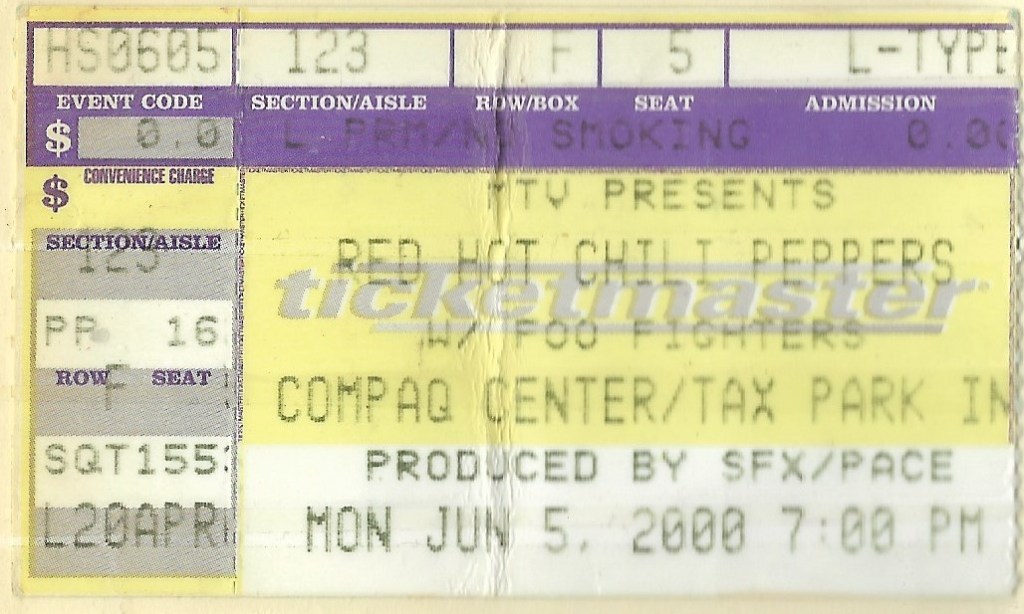 HS0605 123 F 5 L-TYPE
EVENT CODE SECTION/AISLE ROW/BOX SEAT ADMISSION
$ 0.0 L PRM/NO SMOKING 0.00
$ CONVENIENCE CHARGE
MTV PRESENTS
SECTION/AISLE
123
RED HOT CHILI PEPPERS
ticketmaster
PP 16
W/ FOO FIGHTERS
ROW SEAT
F
COMPAQ CENTER/TAX PARK IN
SQT155
PRODUCED BY SFX/PACE
L20APR
MON JUN 5, 2000 7:00 PM